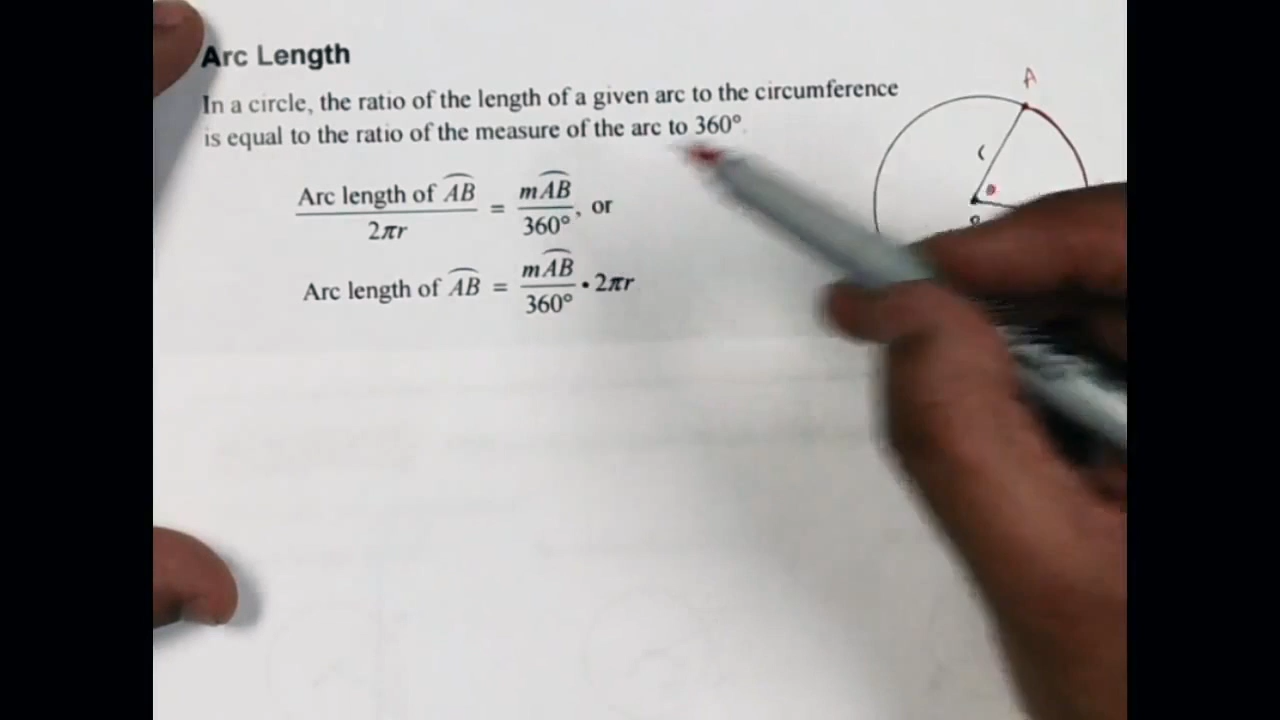 Arc Length
In a circle, the ratio of the length of a given arc to the circumference
is equal to the ratio of the measure of the arc to 360°
Arc length of AB͡ / 2πr = mAB͡ / 360°, or
Arc length of AB͡ = mAB͡ / 360° • 2πr
A